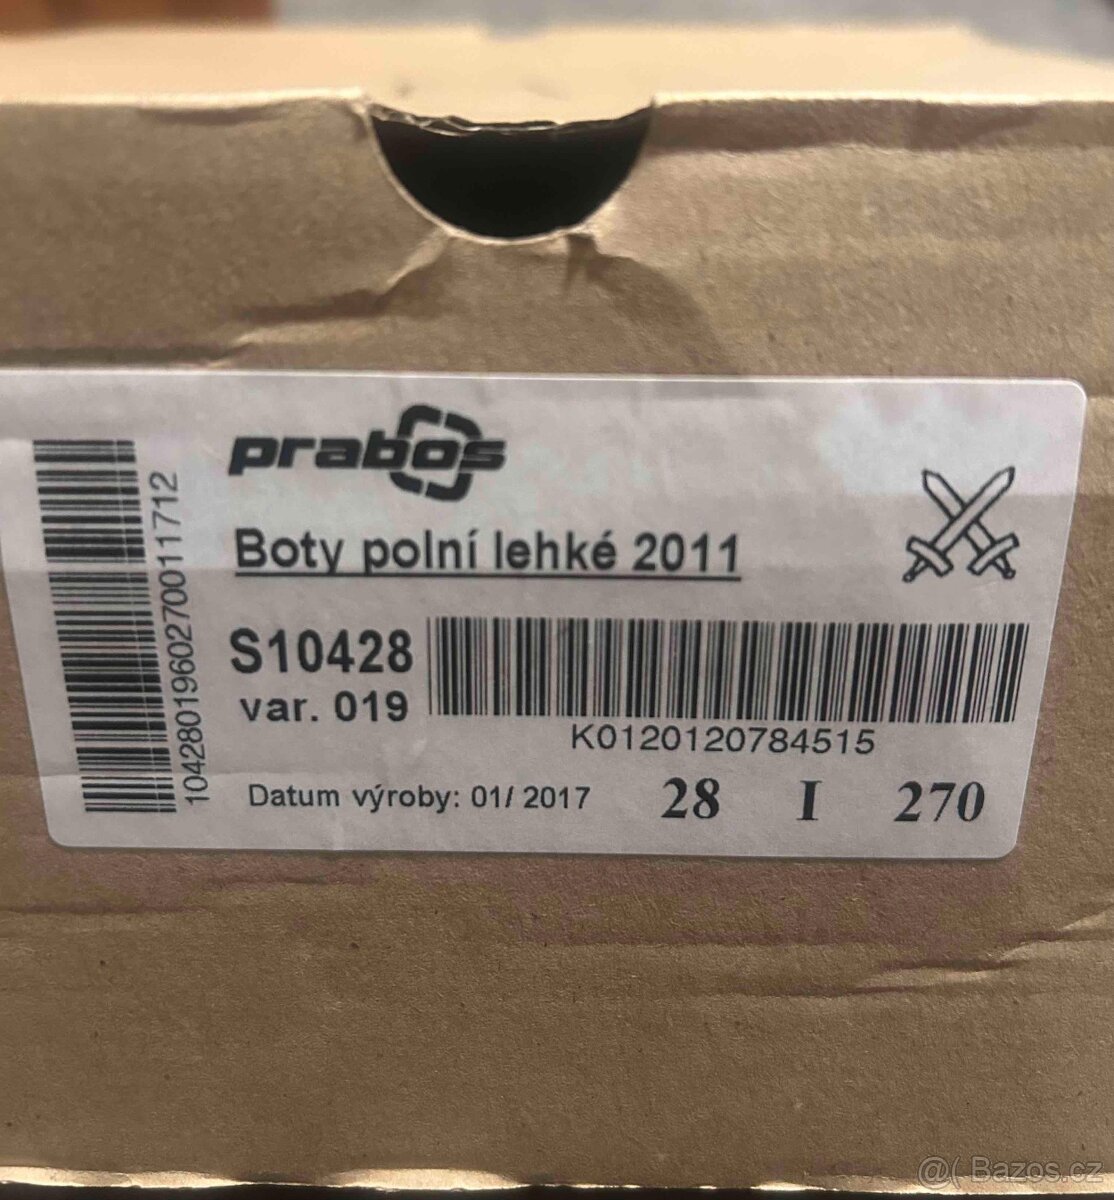 prabos
Boty polní lehké 2011
S10428
var. 019
K0120120784515
Datum výroby: 01/ 2017 28 I 270
1042801960270011712
@( Bazos.cz